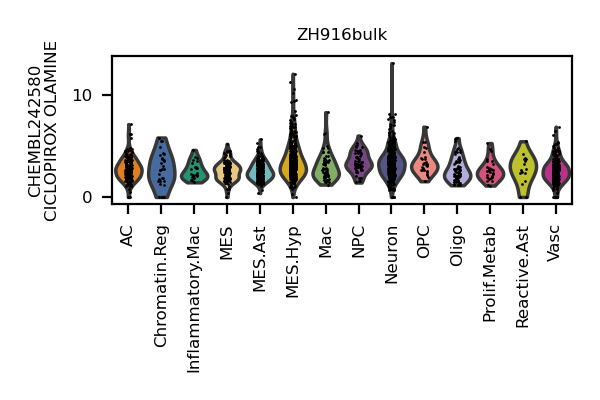 ZH916bulk
CHEMBL242580
CICLOPIROX OLAMINE
10
0
AC
Chromatin.Reg
Inflammatory.Mac
MES
MES.Ast
MES.Hyp
Mac
NPC
Neuron
OPC
Oligo
Prolif.Metab
Reactive.Ast
Vasc